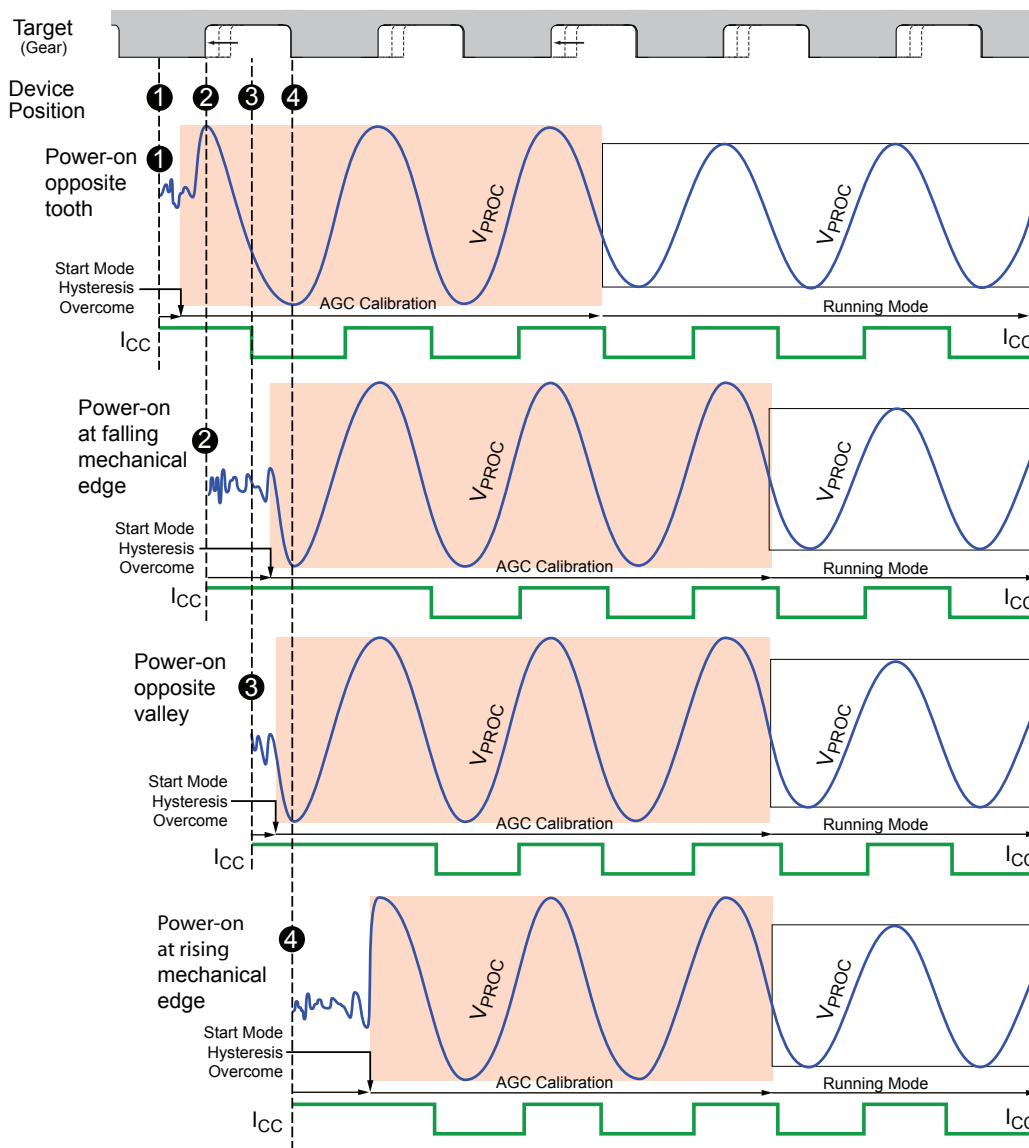 Target
(Gear)
Device
Position
1 2 3 4
Power-on
opposite
tooth
1
VPROC
VPROC
Start Mode
Hysteresis
Overcome
AGC Calibration
Running Mode
ICC
ICC
Power-on
at falling
mechanical
edge
2
VPROC
VPROC
Start Mode
Hysteresis
Overcome
AGC Calibration
Running Mode
ICC
ICC
Power-on
opposite
valley
3
VPROC
VPROC
Start Mode
Hysteresis
Overcome
AGC Calibration
Running Mode
ICC
ICC
Power-on
at rising
mechanical
edge
4
VPROC
VPROC
Start Mode
Hysteresis
Overcome
AGC Calibration
Running Mode
ICC
ICC